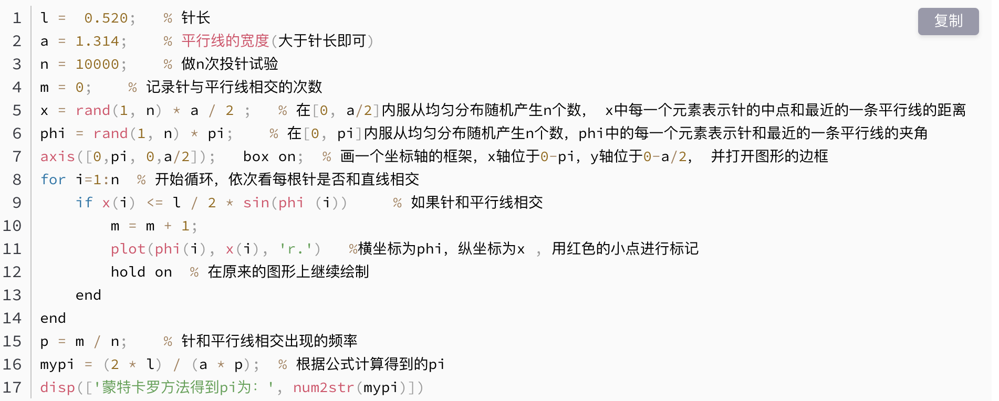 复制
1 l =  0.520;   % 针长
2 a = 1.314;    % 平行线的宽度(大于针长即可)
3 n = 10000;    % 做n次投针试验
4 m = 0;    % 记录针与平行线相交的次数
5 x = rand(1, n) * a / 2 ;   % 在[0, a/2]内服从均匀分布随机产生n个数， x中每一个元素表示针的中点和最近的一条平行线的距离
6 phi = rand(1, n) * pi;    % 在[0, pi]内服从均匀分布随机产生n个数，phi中的每一个元素表示针和最近的一条平行线的夹角
7 axis([0,pi, 0,a/2]);   box on;  % 画一个坐标轴的框架，x轴位于0-pi，y轴位于0-a/2， 并打开图形的边框
8 for i=1:n  % 开始循环，依次看每根针是否和直线相交
9     if x(i) <= l / 2 * sin(phi (i))     % 如果针和平行线相交
10         m = m + 1;
11         plot(phi(i), x(i), 'r.')   %横坐标为phi，纵坐标为x , 用红色的小点进行标记
12         hold on  % 在原来的图形上继续绘制
13     end
14 end
15 p = m / n;    % 针和平行线相交出现的频率
16 mypi = (2 * l) / (a * p);  % 根据公式计算得到的pi
17 disp(['蒙特卡罗方法得到pi为：', num2str(mypi)])